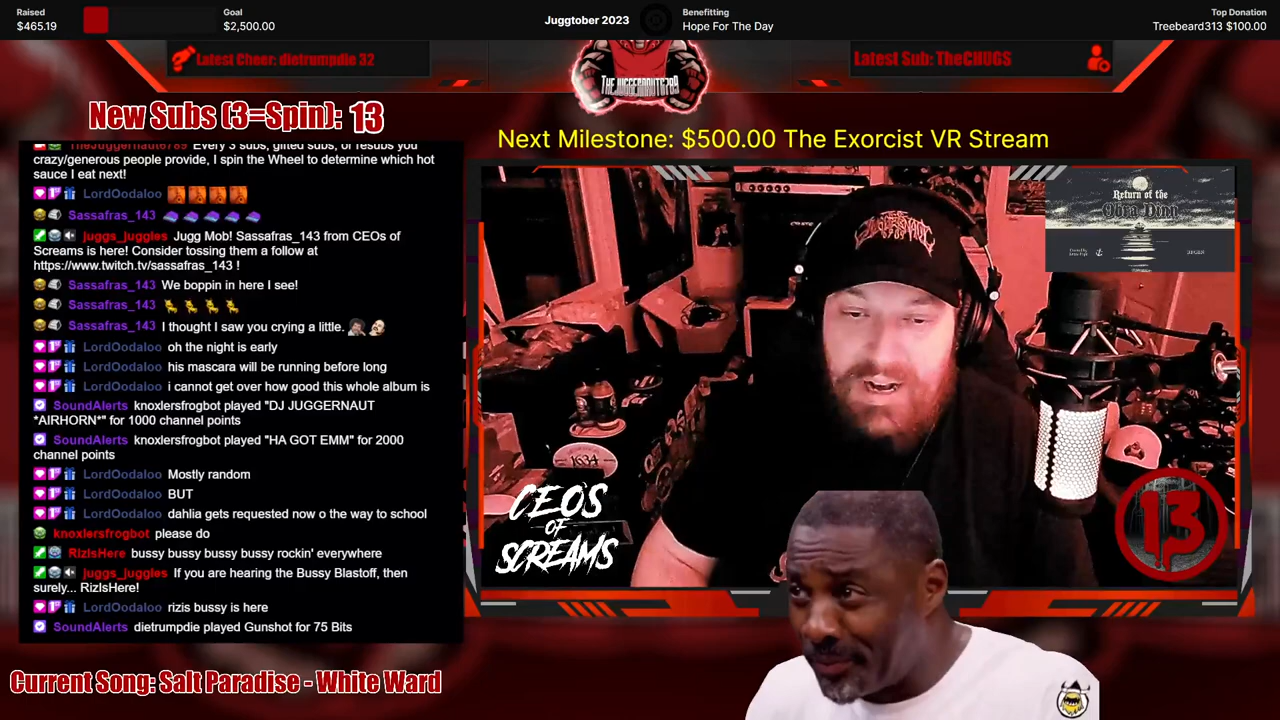 Raised
$465.19
Goal
$2,500.00
Juggtober 2023
Benefitting
Hope For The Day
Top Donation
Treebeard313 $100.00
Latest Cheer: dietrumpdie 32
THEJUGGERNAUT6789
Latest Sub: TheCHUGS
New Subs (3=Spin): 13
Next Milestone: $500.00 The Exorcist VR Stream
TheJuggernaut6789 Every 3 subs, gifted subs, or resubs you
crazy/generous people provide, I spin the Wheel to determine which hot
sauce I eat next!
LordOodaloo
Sassafras_143
juggs_juggles Jugg Mob! Sassafras_143 from CEOs of
Screams is here! Consider tossing them a follow at
https://www.twitch.tv/sassafras_143 !
Sassafras_143 We boppin in here I see!
Sassafras_143
Sassafras_143 I thought I saw you crying a little.
LordOodaloo oh the night is early
LordOodaloo his mascara will be running before long
LordOodaloo i cannot get over how good this whole album is
SoundAlerts knoxlersfrogbot played "DJ JUGGERNAUT
*AIRHORN*" for 1000 channel points
SoundAlerts knoxlersfrogbot played "HA GOT EMM" for 2000
channel points
LordOodaloo Mostly random
LordOodaloo BUT
LordOodaloo dahlia gets requested now o the way to school
knoxlersfrogbot please do
RizIsHere bussy bussy bussy bussy rockin' everywhere
juggs_juggles If you are hearing the Bussy Blastoff, then
surely... RizIsHere!
LordOodaloo rizis bussy is here
SoundAlerts dietrumpdie played Gunshot for 75 Bits
Current Song: Salt Paradise - White Ward
Return of the
Obra Dinn
1634
CEOS
OF
SCREAMS
13